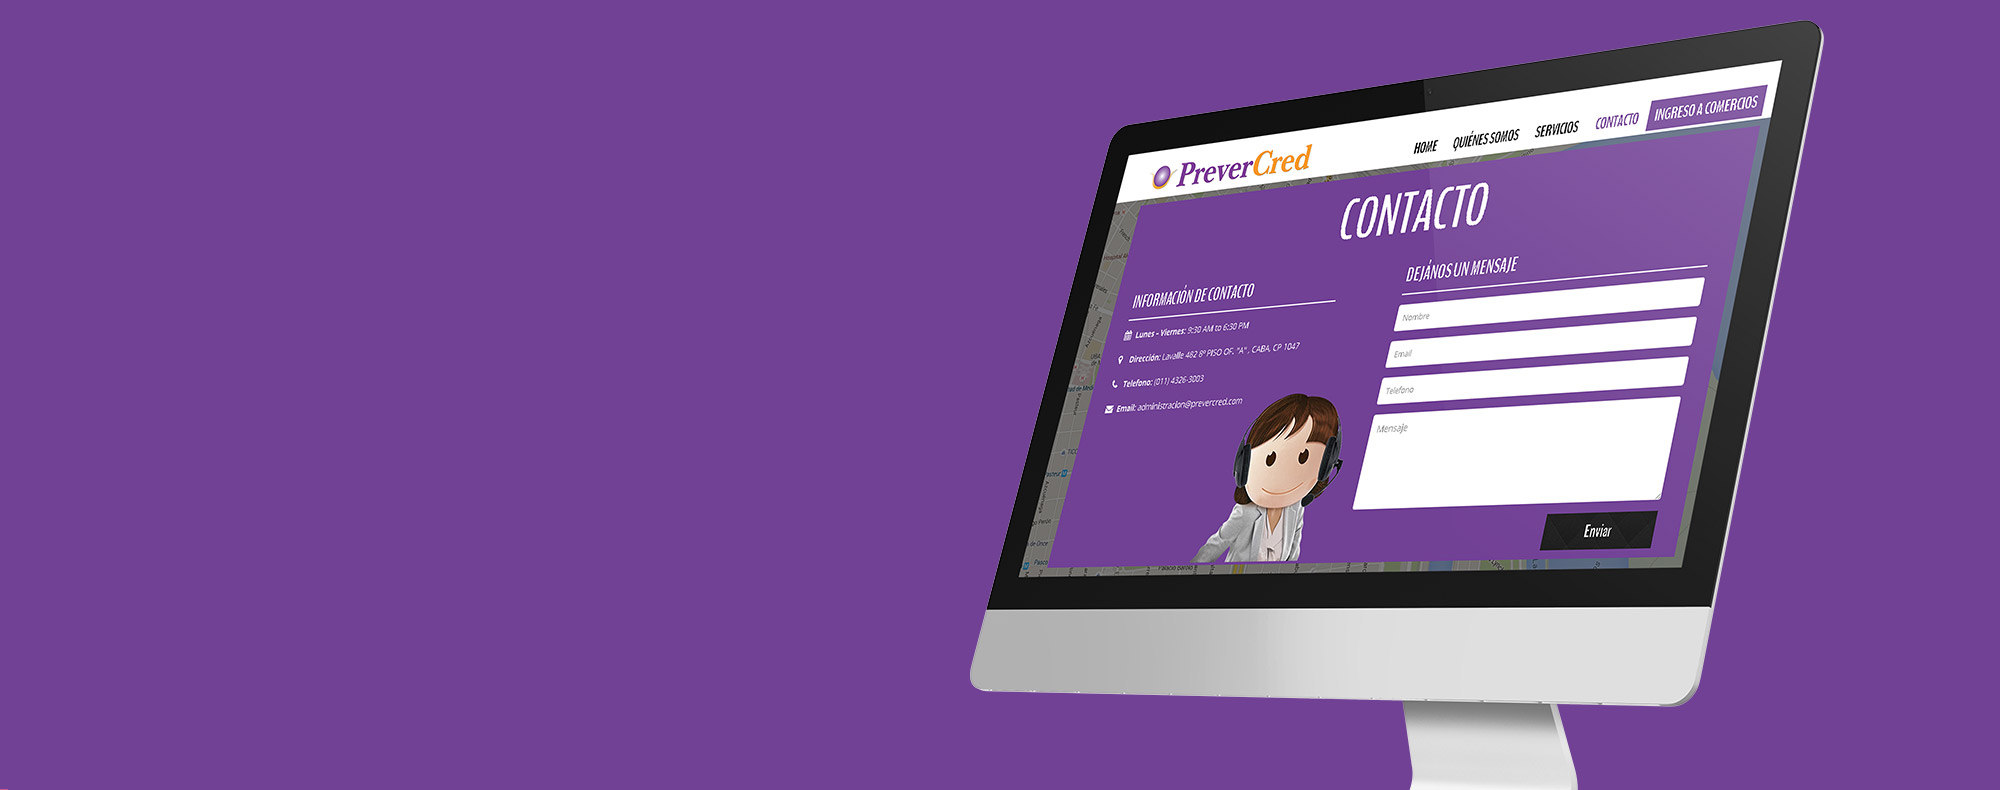 PreverCred
HOME QUIÉNES SOMOS SERVICIOS CONTACTO INGRESO A COMERCIOS
CONTACTO
INFORMACIÓN DE CONTACTO
Lunes – Viernes: 9:30 AM to 6:30 PM
Dirección: Lavalle 482 8º PISO OF. "A" , CABA, CP 1047
Telefono: (011) 4326-3003
Email: administracion@prevercred.com
DEJÁNOS UN MENSAJE
Nombre
Email
Telefono
Mensaje
Enviar